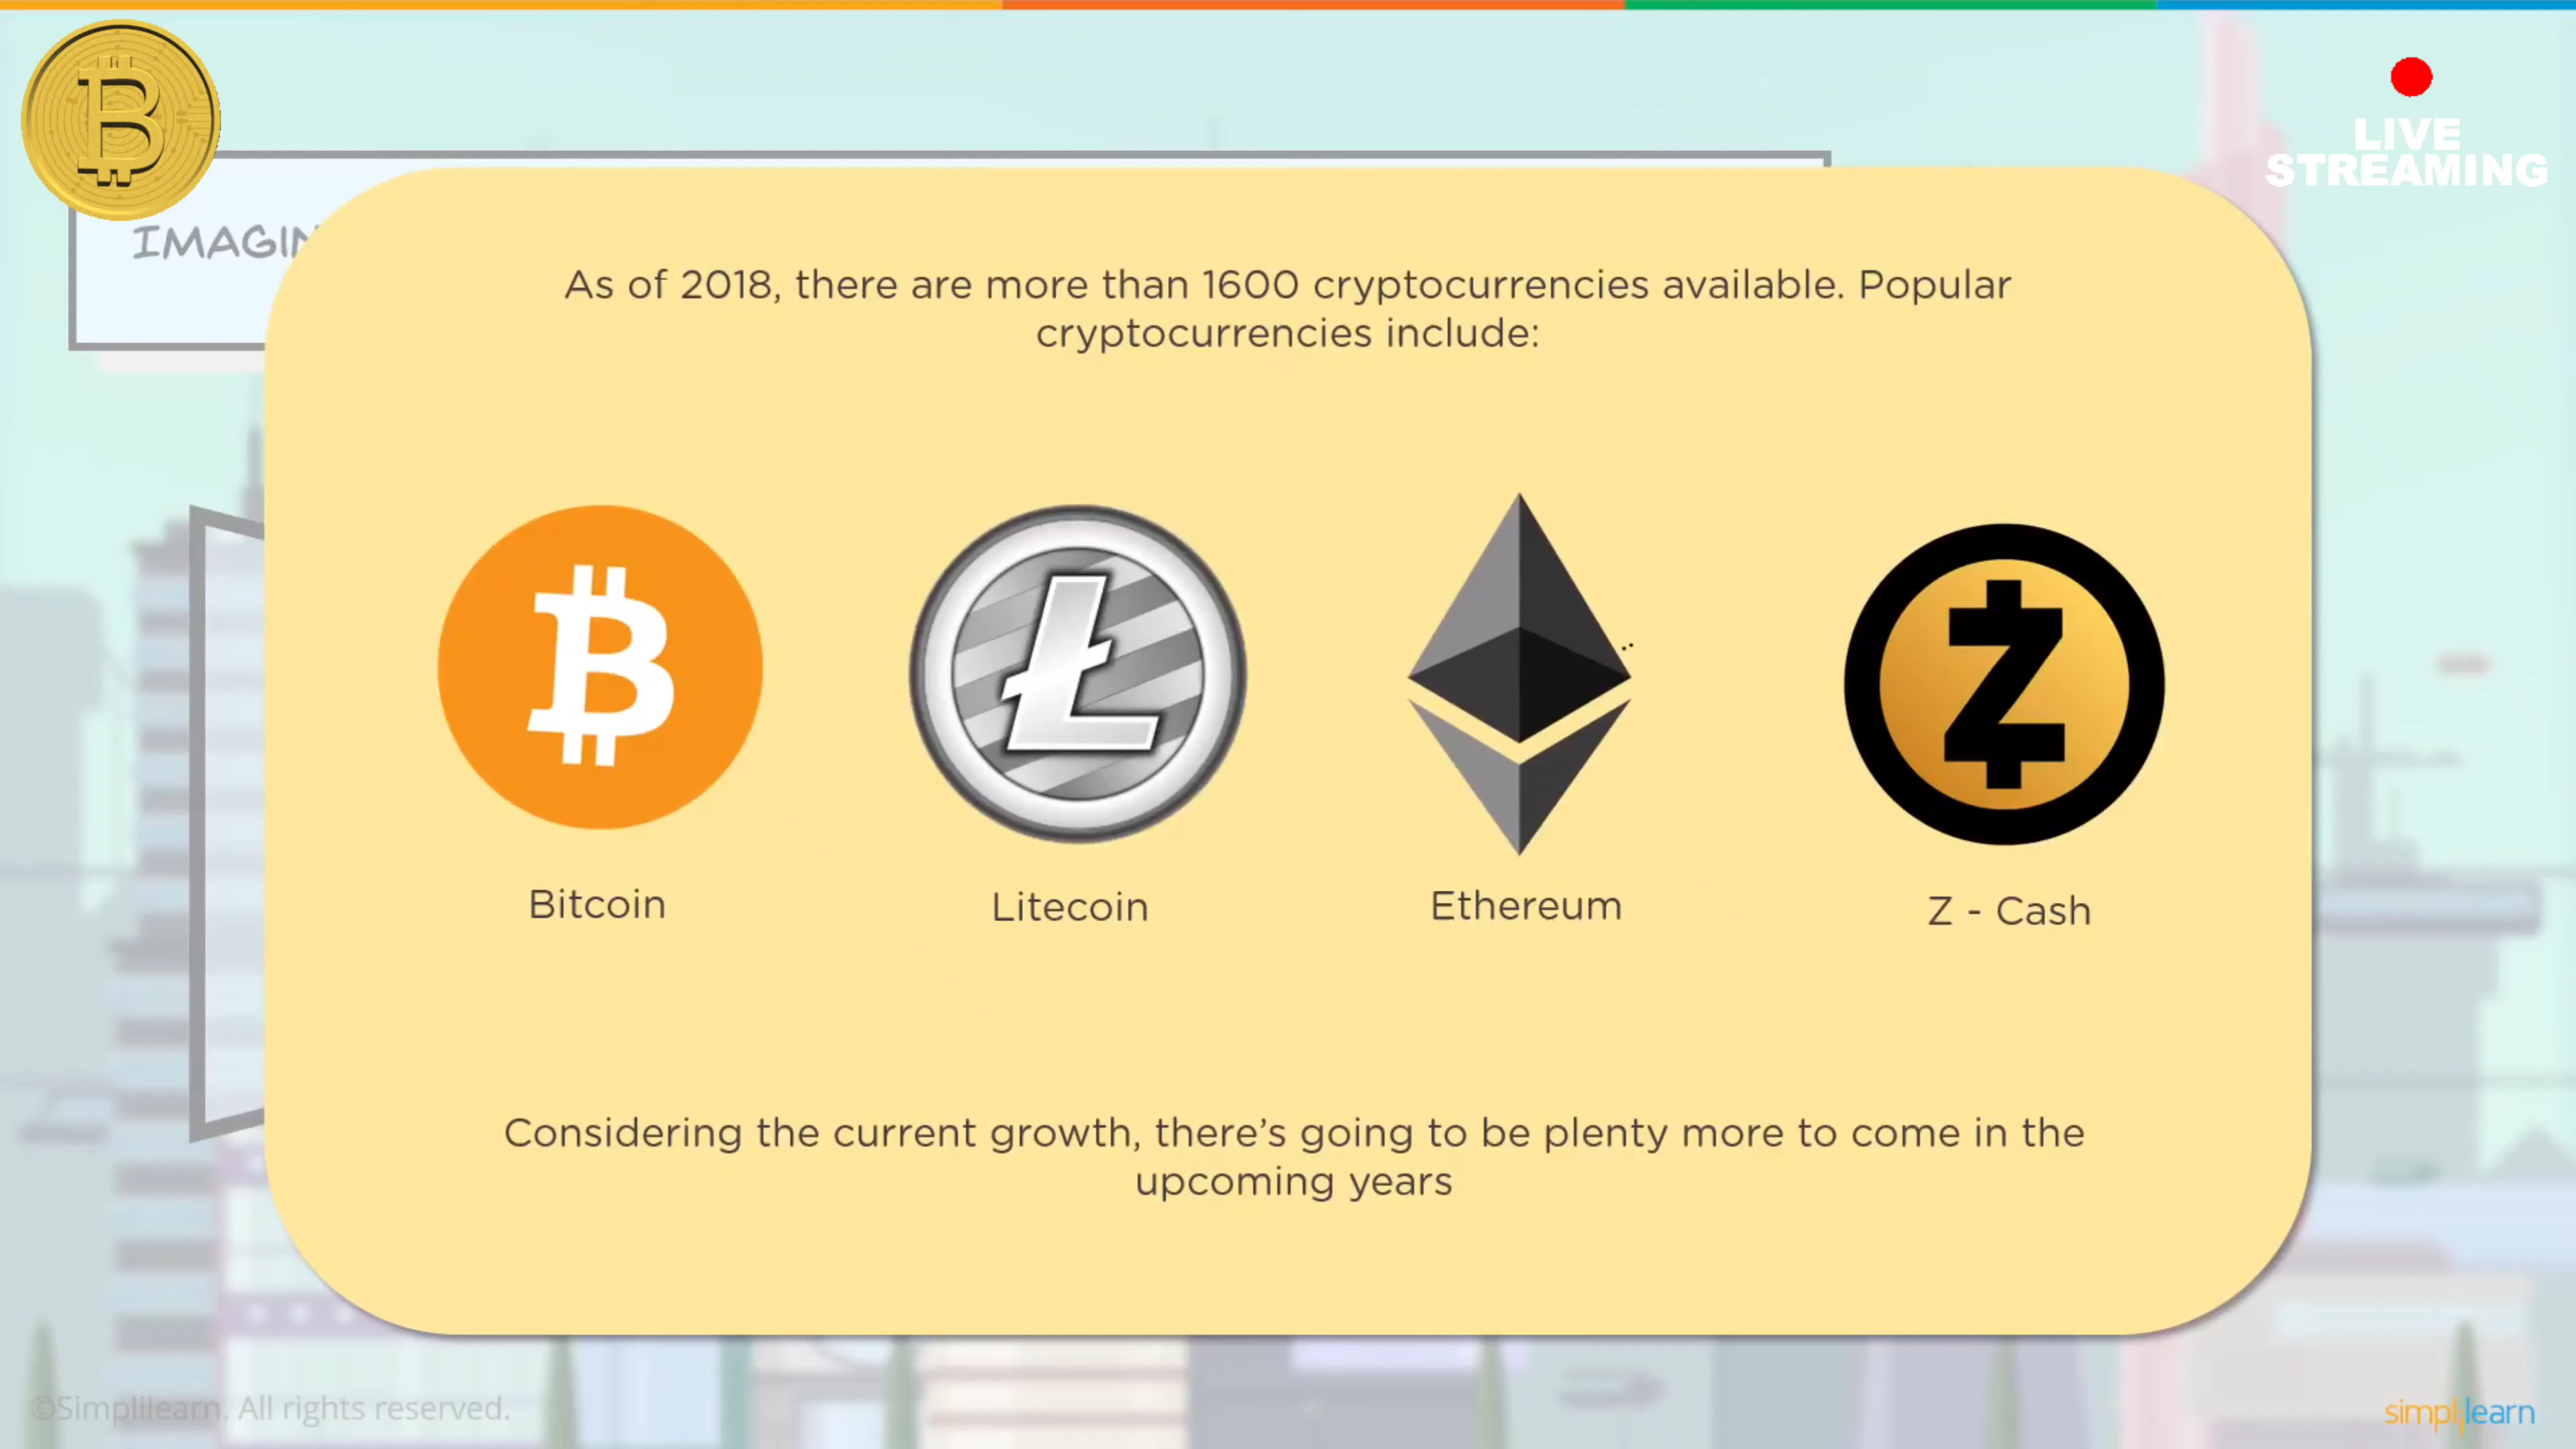 LIVE
STREAMING
As of 2018, there are more than 1600 cryptocurrencies available. Popular
cryptocurrencies include:
Bitcoin
Litecoin
Ethereum
Z - Cash
Considering the current growth, there's going to be plenty more to come in the
upcoming years
©Simplilearn. All rights reserved.
simplilearn